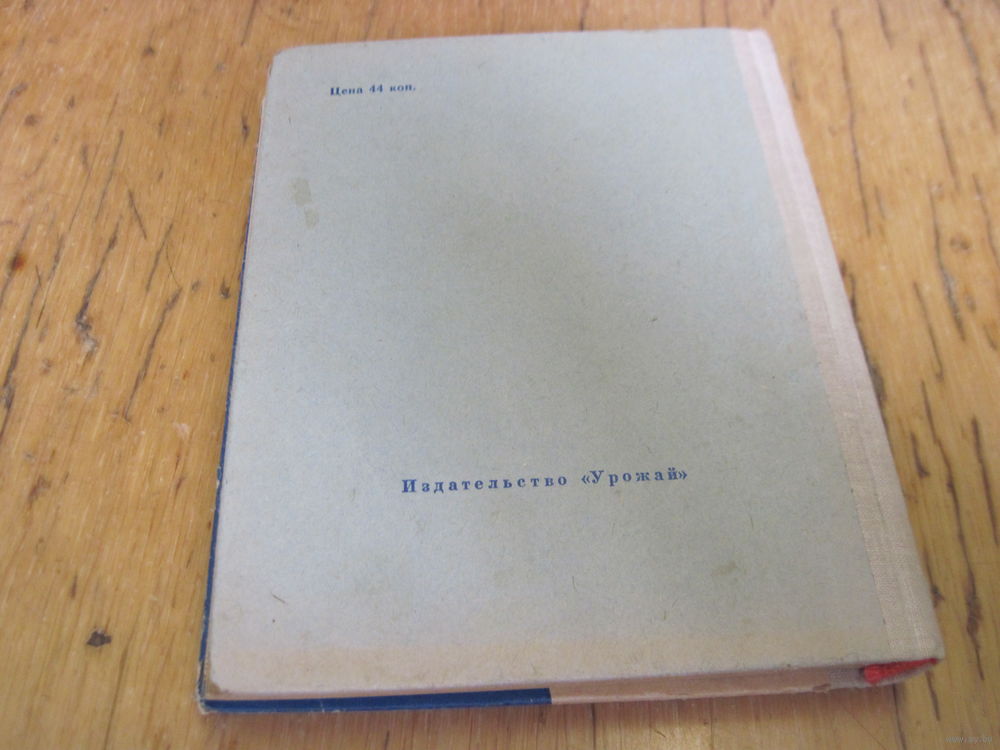 Цена 44 коп.
Издательство «Урожай»